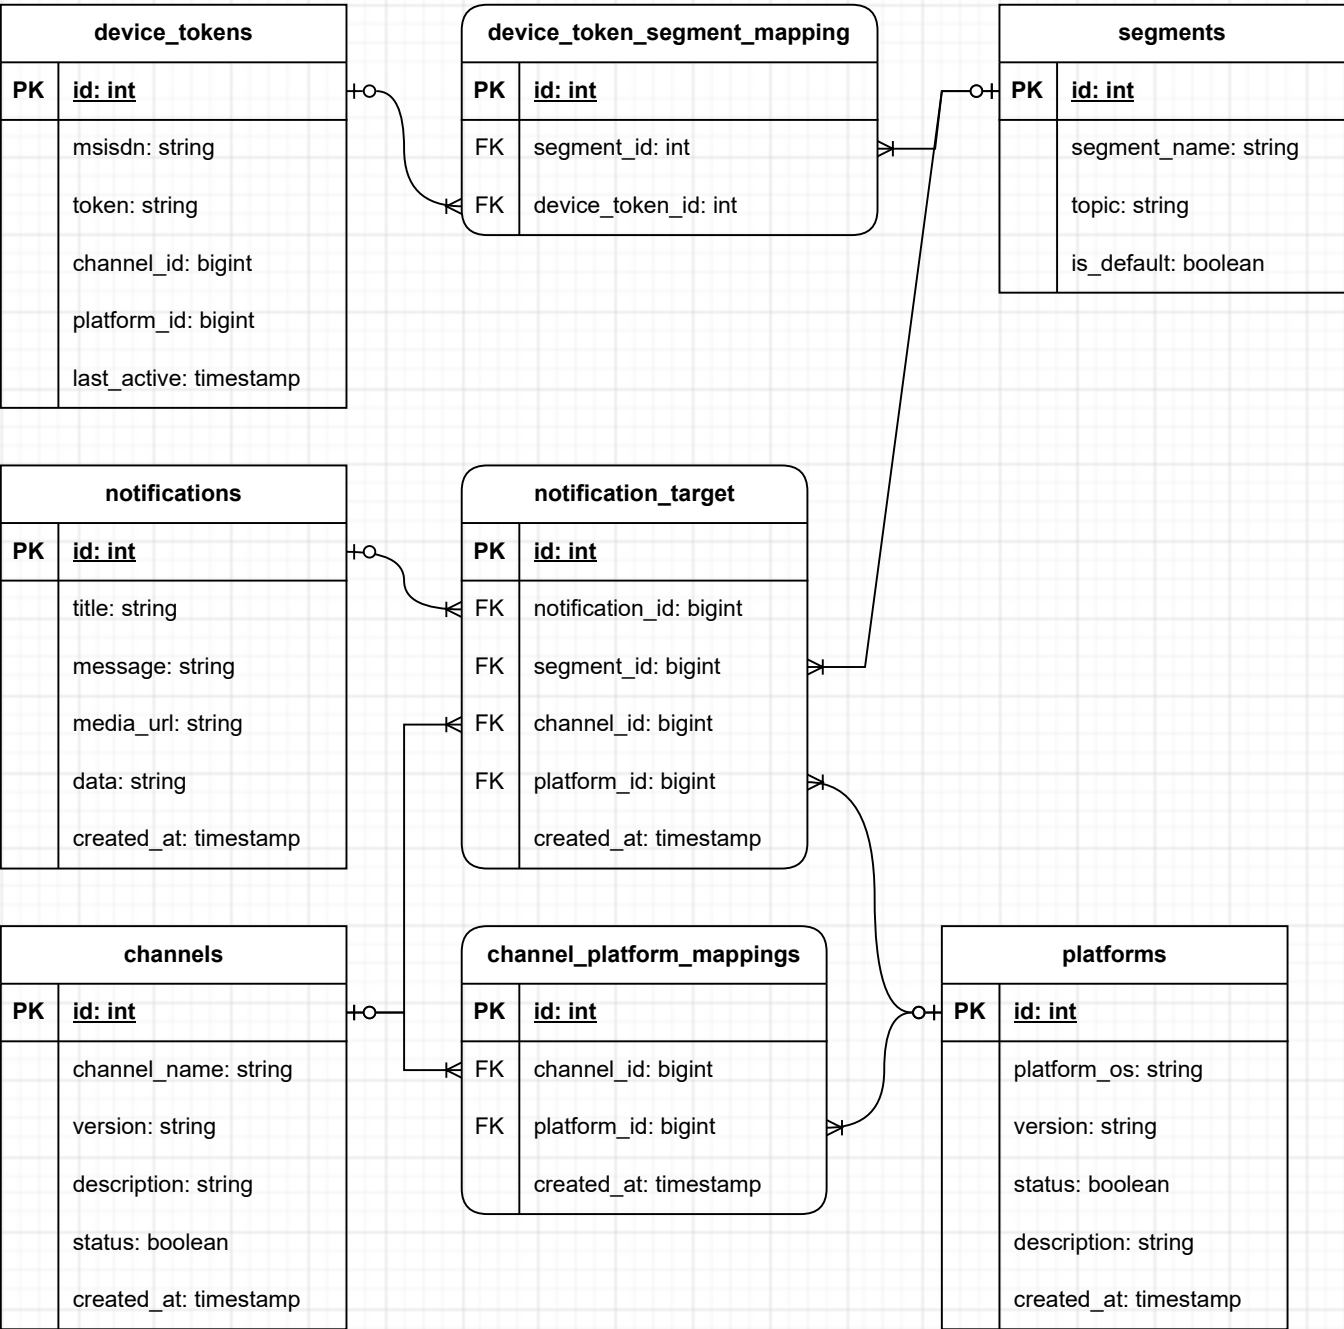 device_tokens
PK id: int
msisdn: string
token: string
channel_id: bigint
platform_id: bigint
last_active: timestamp
device_token_segment_mapping
PK id: int
FK segment_id: int
FK device_token_id: int
segments
PK id: int
segment_name: string
topic: string
is_default: boolean
notifications
PK id: int
title: string
message: string
media_url: string
data: string
created_at: timestamp
notification_target
PK id: int
FK notification_id: bigint
FK segment_id: bigint
FK channel_id: bigint
FK platform_id: bigint
created_at: timestamp
channels
PK id: int
channel_name: string
version: string
description: string
status: boolean
created_at: timestamp
channel_platform_mappings
PK id: int
FK channel_id: bigint
FK platform_id: bigint
created_at: timestamp
platforms
PK id: int
platform_os: string
version: string
status: boolean
description: string
created_at: timestamp